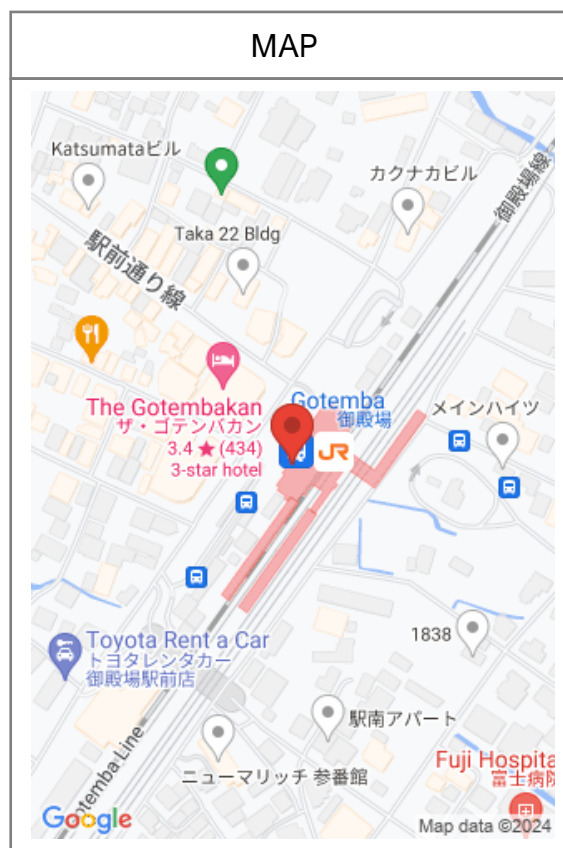 MAP
Katsumataビル
カクナカビル
御殿場線
Taka 22 Bldg
駅前通り線
The Gotembakan
ザ・ゴテンバカン
3.4 ★ (434)
3-star hotel
Gotemba
御殿場
JR
メインハイツ
Toyota Rent a Car
トヨタレンタカー
御殿場駅前店
1838
駅南アパート
ニューマリッチ 参番館
Fuji Hospita
富士病院
otemba Line
Google
Map data ©2024